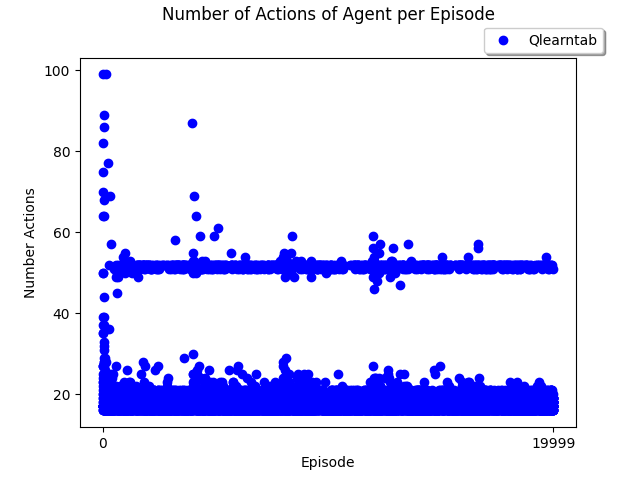 Number of Actions of Agent per Episode
Qlearntab
100
80
60
40
20
Number Actions
0
19999
Episode